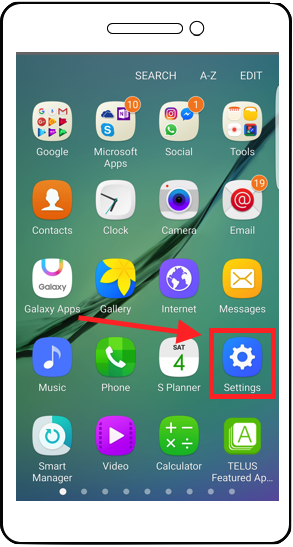 SEARCH A-Z EDIT
10 1
Google Microsoft Apps Social Tools
19
Contacts Clock Camera Email
Galaxy
Galaxy Apps Gallery Internet Messages
SAT
4
Music Phone S Planner Settings
A
Smart Manager Video Calculator TELUS Featured Ap...